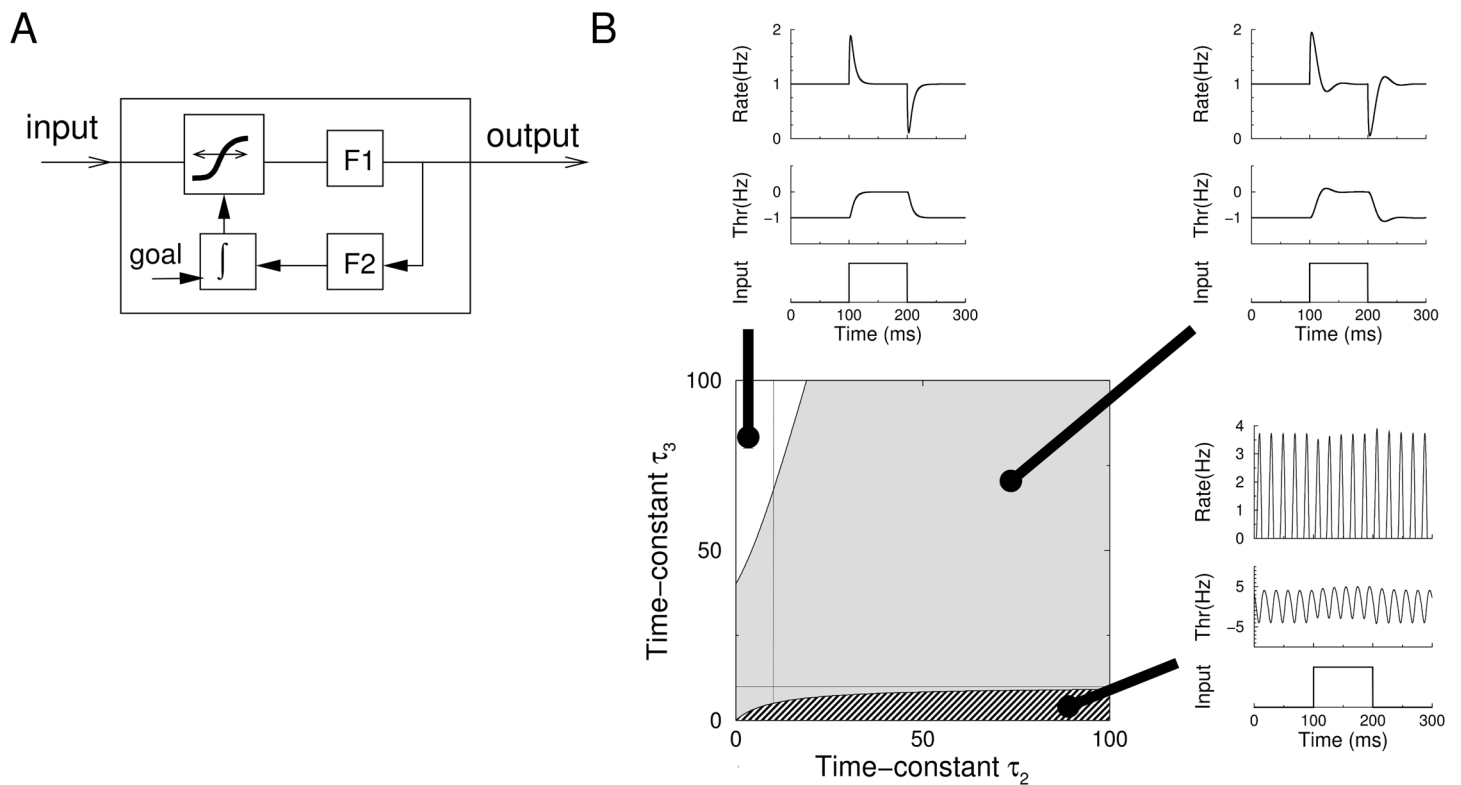 A
input
F1
output
goal
∫
F2
B
2
1
0
Rate(Hz)
0
−1
Thr(Hz)
Input
0 100 200 300
Time (ms)
2
1
0
Rate(Hz)
0
−1
Thr(Hz)
Input
0 100 200 300
Time (ms)
100
50
0
Time−constant τ3
0 50 100
Time−constant τ2
4
3
2
1
0
Rate(Hz)
5
−5
Thr(Hz)
Input
0 100 200 300
Time (ms)